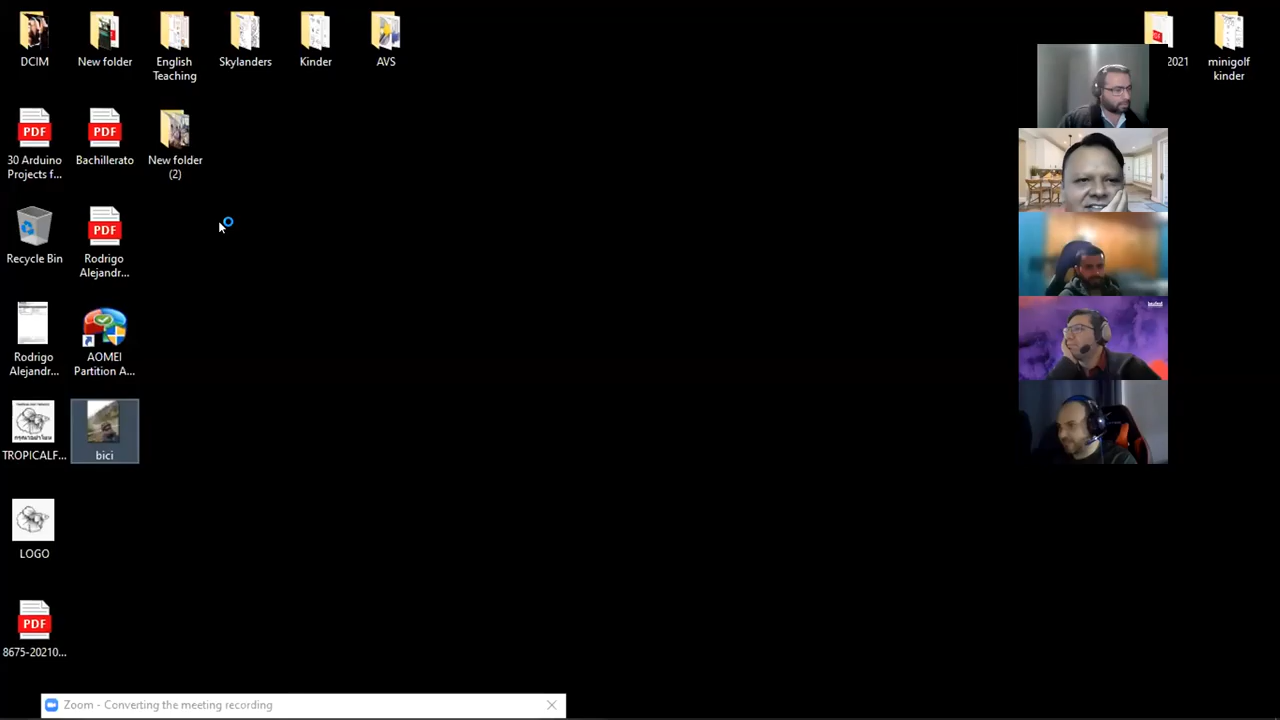 DCIM
New folder
English
Teaching
Skylanders
Kinder
AVS
2021
minigolf
kinder
PDF
30 Arduino
Projects f...
PDF
Bachillerato
New folder
(2)
Recycle Bin
PDF
Rodrigo
Alejandr...
Rodrigo
Alejandr...
AOMEI
Partition A...
TROPICALF...
bici
LOGO
PDF
8675-20210...
Zoom - Converting the meeting recording